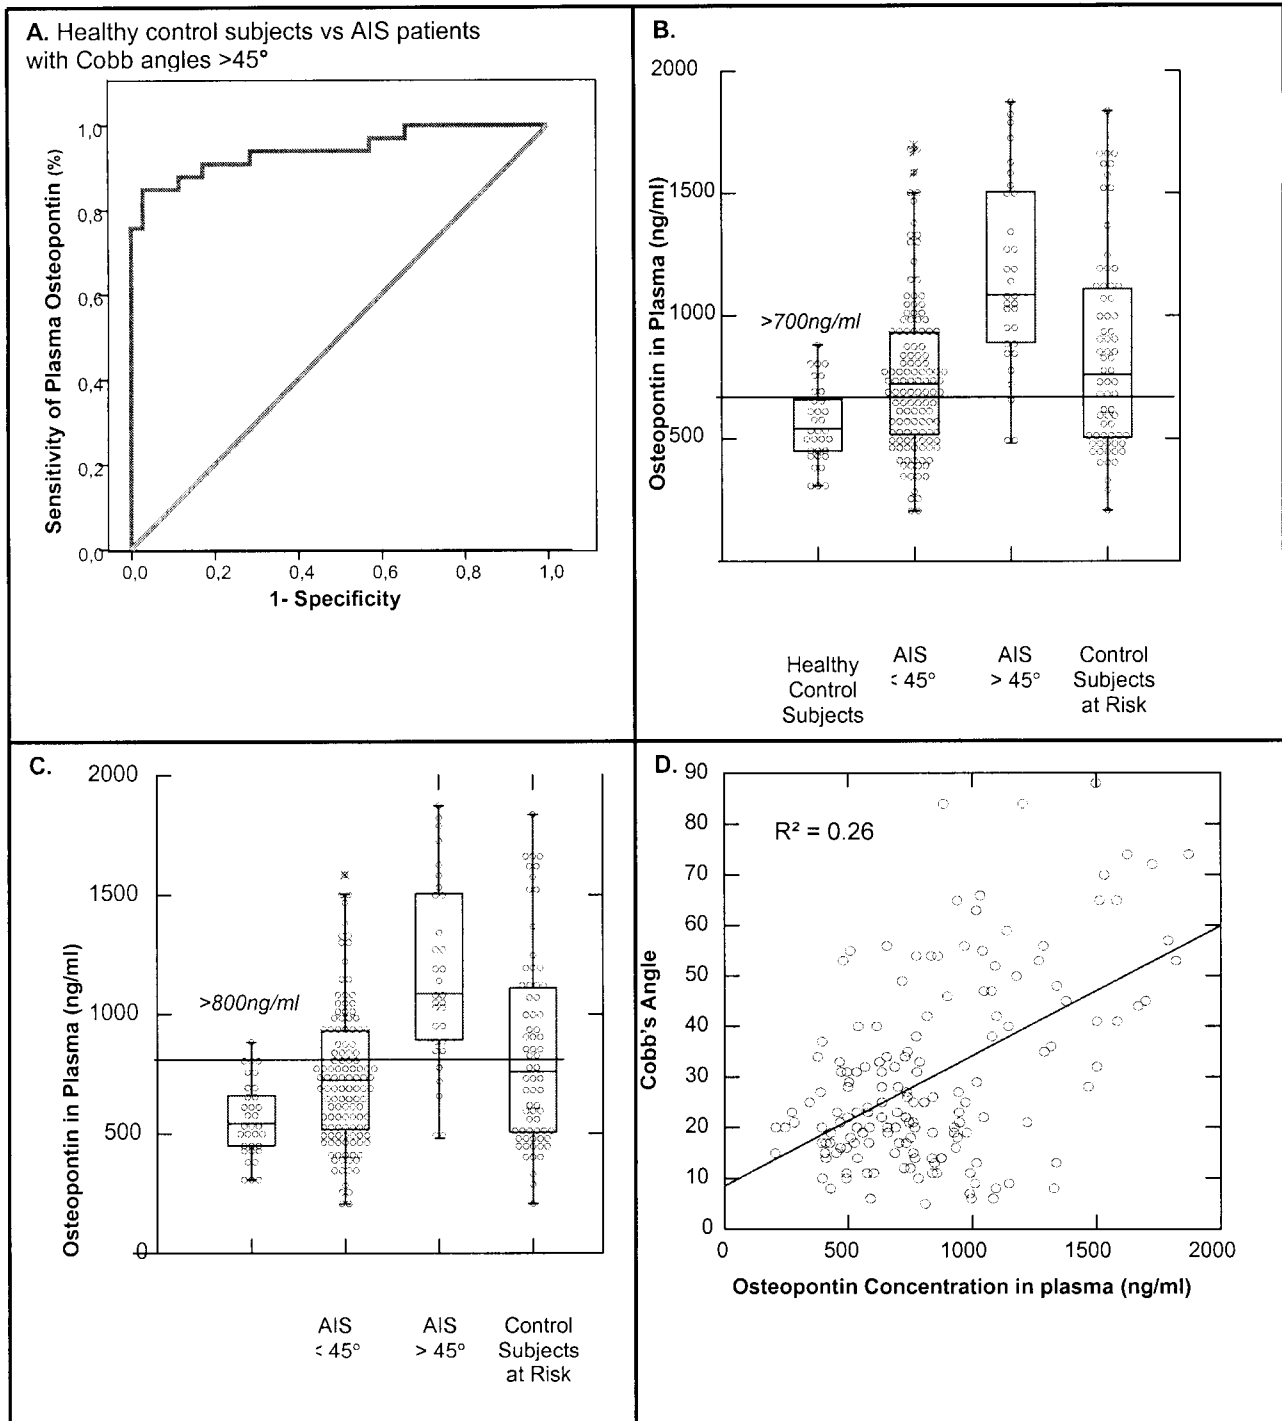 A. Healthy control subjects vs AIS patients
with Cobb angles >45°
Sensitivity of Plasma Osteopontin (%)
1,0
0,8
0,6
0,4
0,2
0,0
0,0 0,2 0,4 0,6 0,8 1,0
1- Specificity
B.
Osteopontin in Plasma (ng/ml)
2000
1500
1000
500
>700ng/ml
Healthy
Control
Subjects
AIS
< 45°
AIS
> 45°
Control
Subjects
at Risk
C.
Osteopontin in Plasma (ng/ml)
2000
1500
1000
500
0
>800ng/ml
AIS
< 45°
AIS
> 45°
Control
Subjects
at Risk
D.
Cobb's Angle
90
80
70
60
50
40
30
20
10
0
R² = 0.26
0 500 1000 1500 2000
Osteopontin Concentration in plasma (ng/ml)